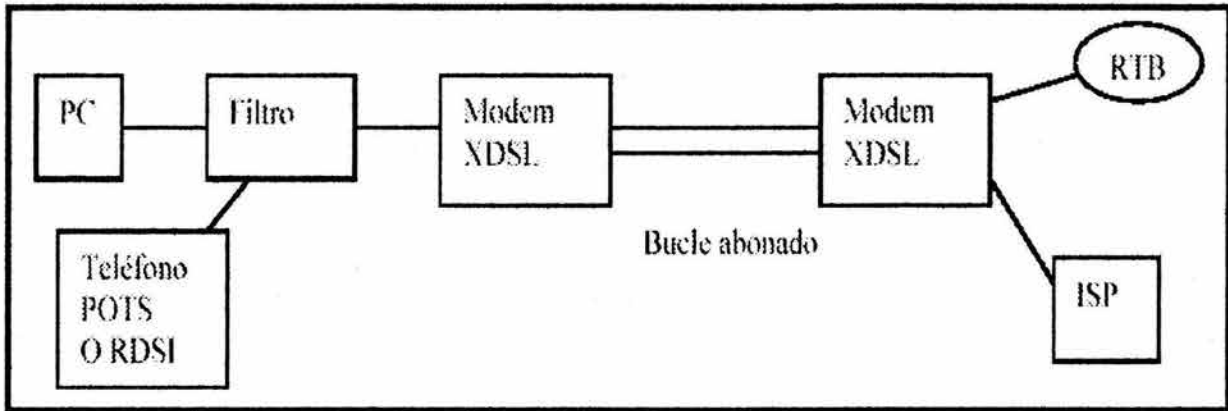 RTB
PC
Filtro
Modem
XDSL
Modem
XDSL
Bucle abonado
Teléfono
POTS
O RDSI
ISP